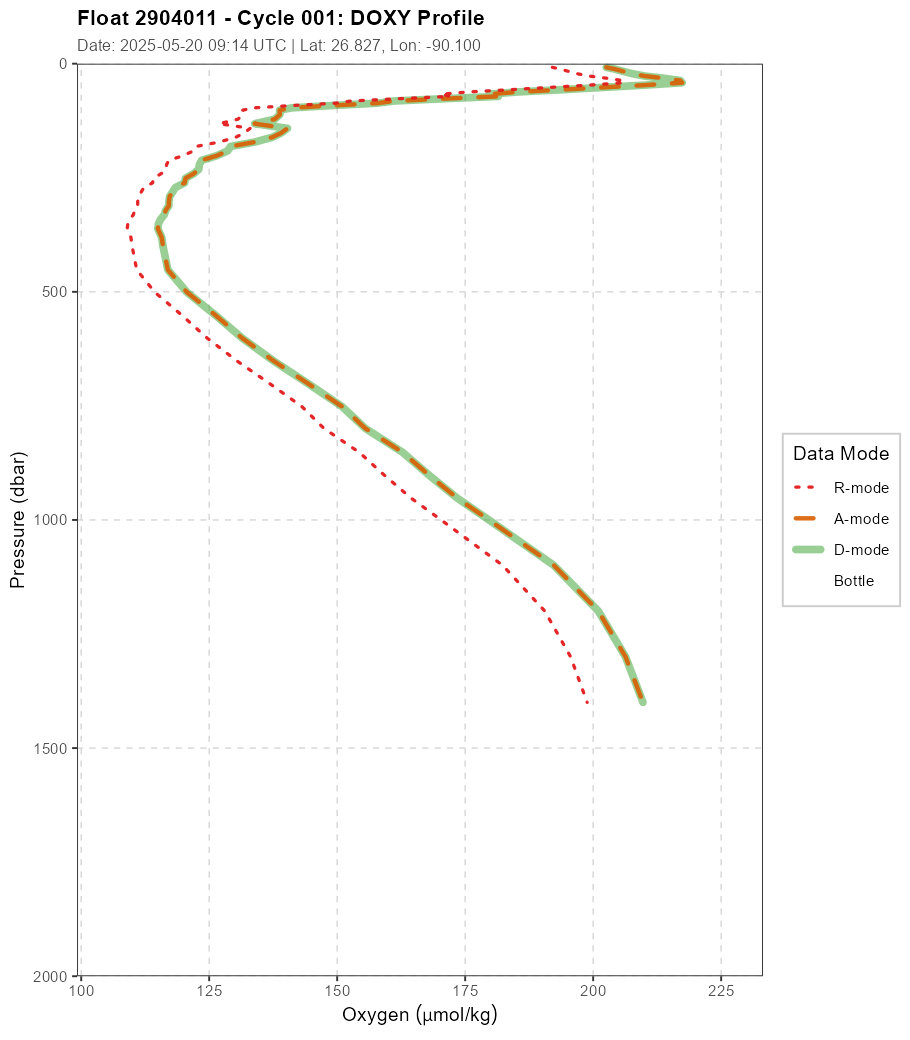 Float 2904011 - Cycle 001: DOXY Profile
Date: 2025-05-20 09:14 UTC | Lat: 26.827, Lon: -90.100
0
500
1000
1500
2000
Pressure (dbar)
100 125 150 175 200 225
Oxygen (µmol/kg)
Data Mode
R-mode
A-mode
D-mode
Bottle